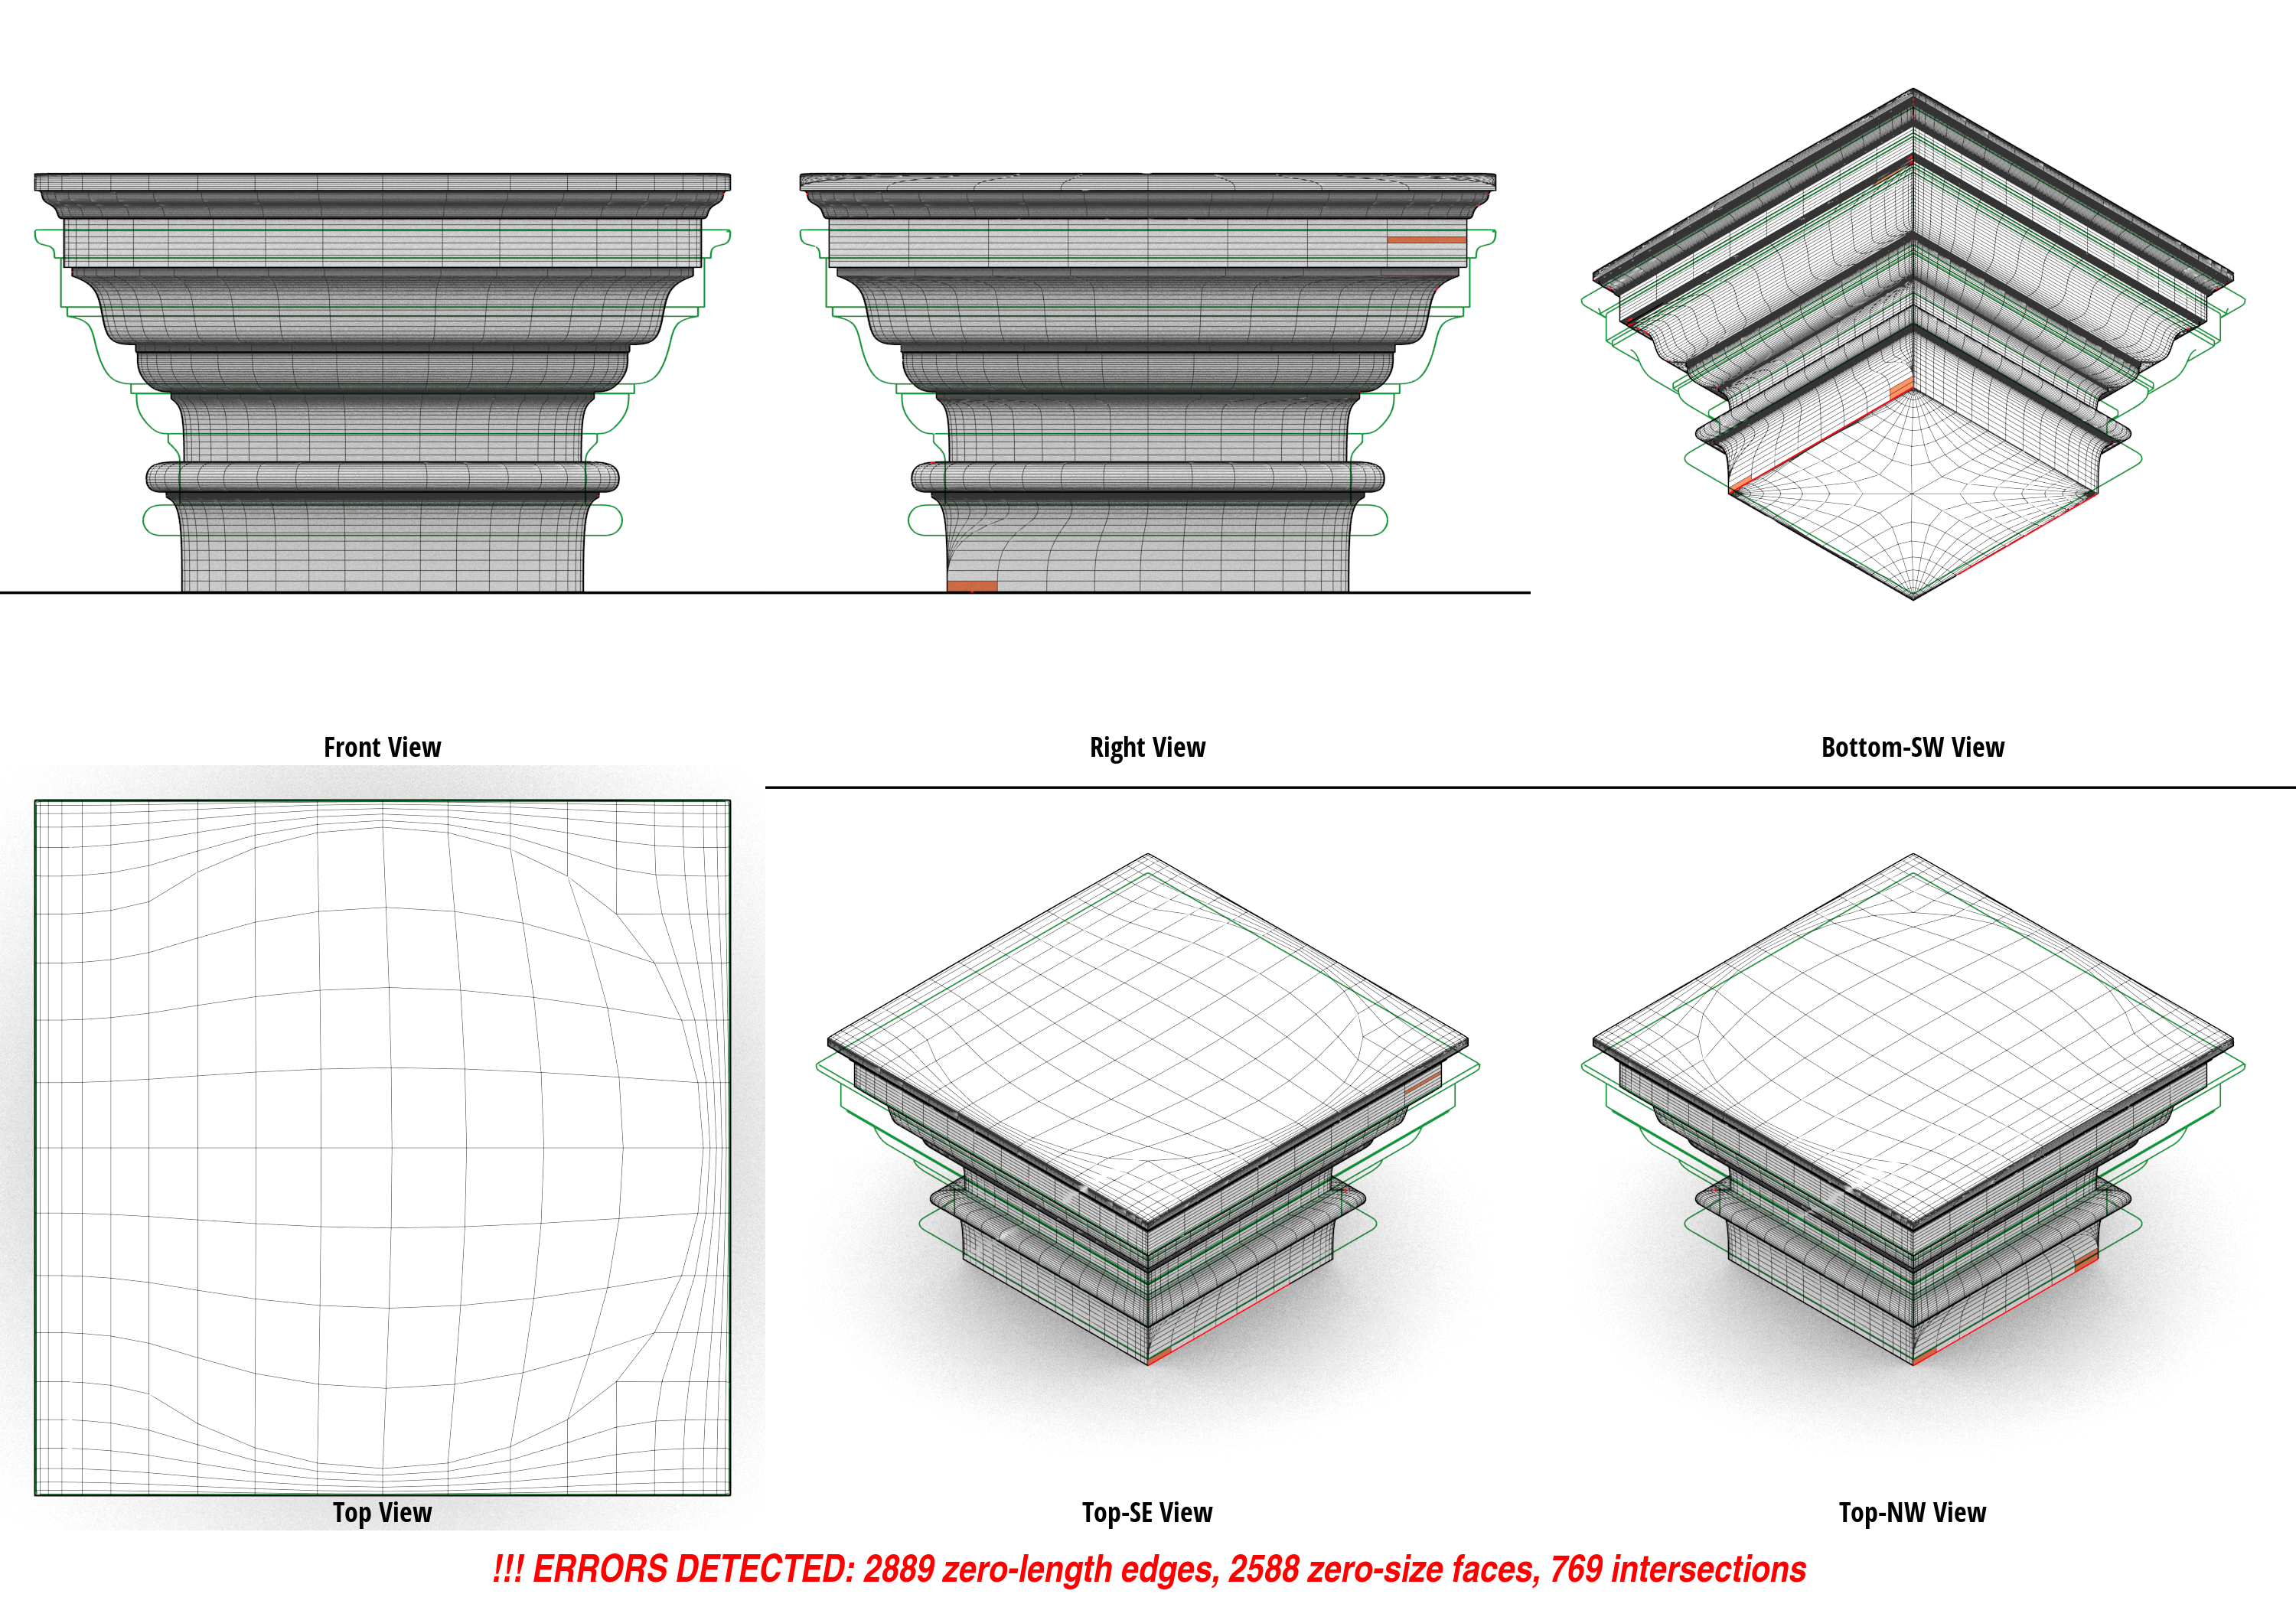 Front View
Right View
Bottom-SW View
Top View
Top-SE View
Top-NW View
!!! ERRORS DETECTED: 2889 zero-length edges, 2588 zero-size faces, 769 intersections